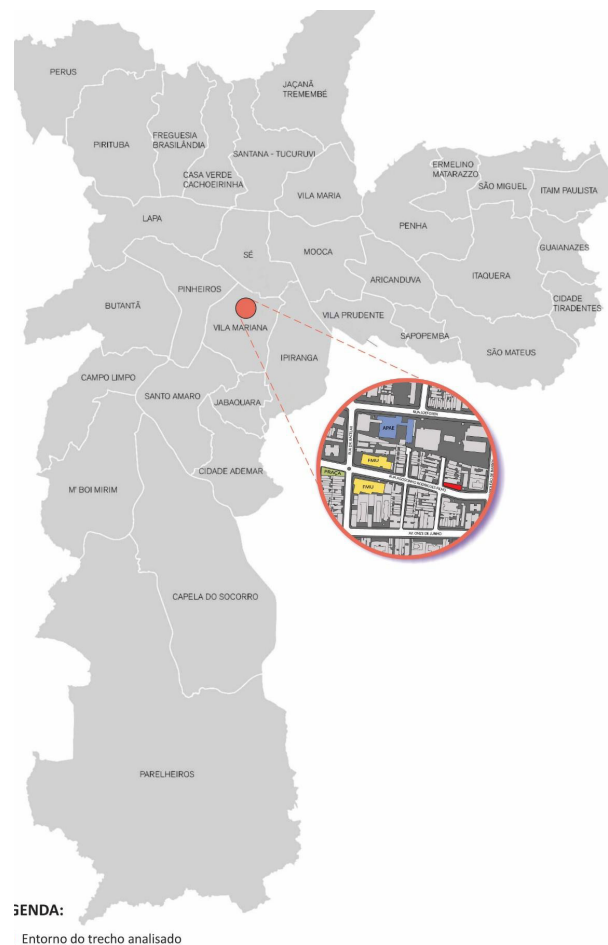 PERUS
JAÇANÃ
TREMEMBÉ
PIRITUBA
FREGUESIA
BRASILÂNDIA
CASA VERDE
CACHOEIRINHA
SANTANA - TUCURUVI
VILA MARIA
ERMELINO
MATARAZZO
SÃO MIGUEL
ITAIM PAULISTA
LAPA
SÉ
MOOCA
PENHA
GUAIANAZES
ITAQUERA
ARICANDUVA
BUTANTÃ
PINHEIROS
VILA MARIANA
IPIRANGA
VILA PRUDENTE
SAPOPEMBA
CIDADE
TIRADENTES
SÃO MATEUS
CAMPO LIMPO
SANTO AMARO
JABAQUARA
CIDADE ADEMAR
M' BOI MIRIM
APAE
FMU
PRAÇA
FMU
CAPELA DO SOCORRO
PARELHEIROS
GENDA:
Entorno do trecho analisado